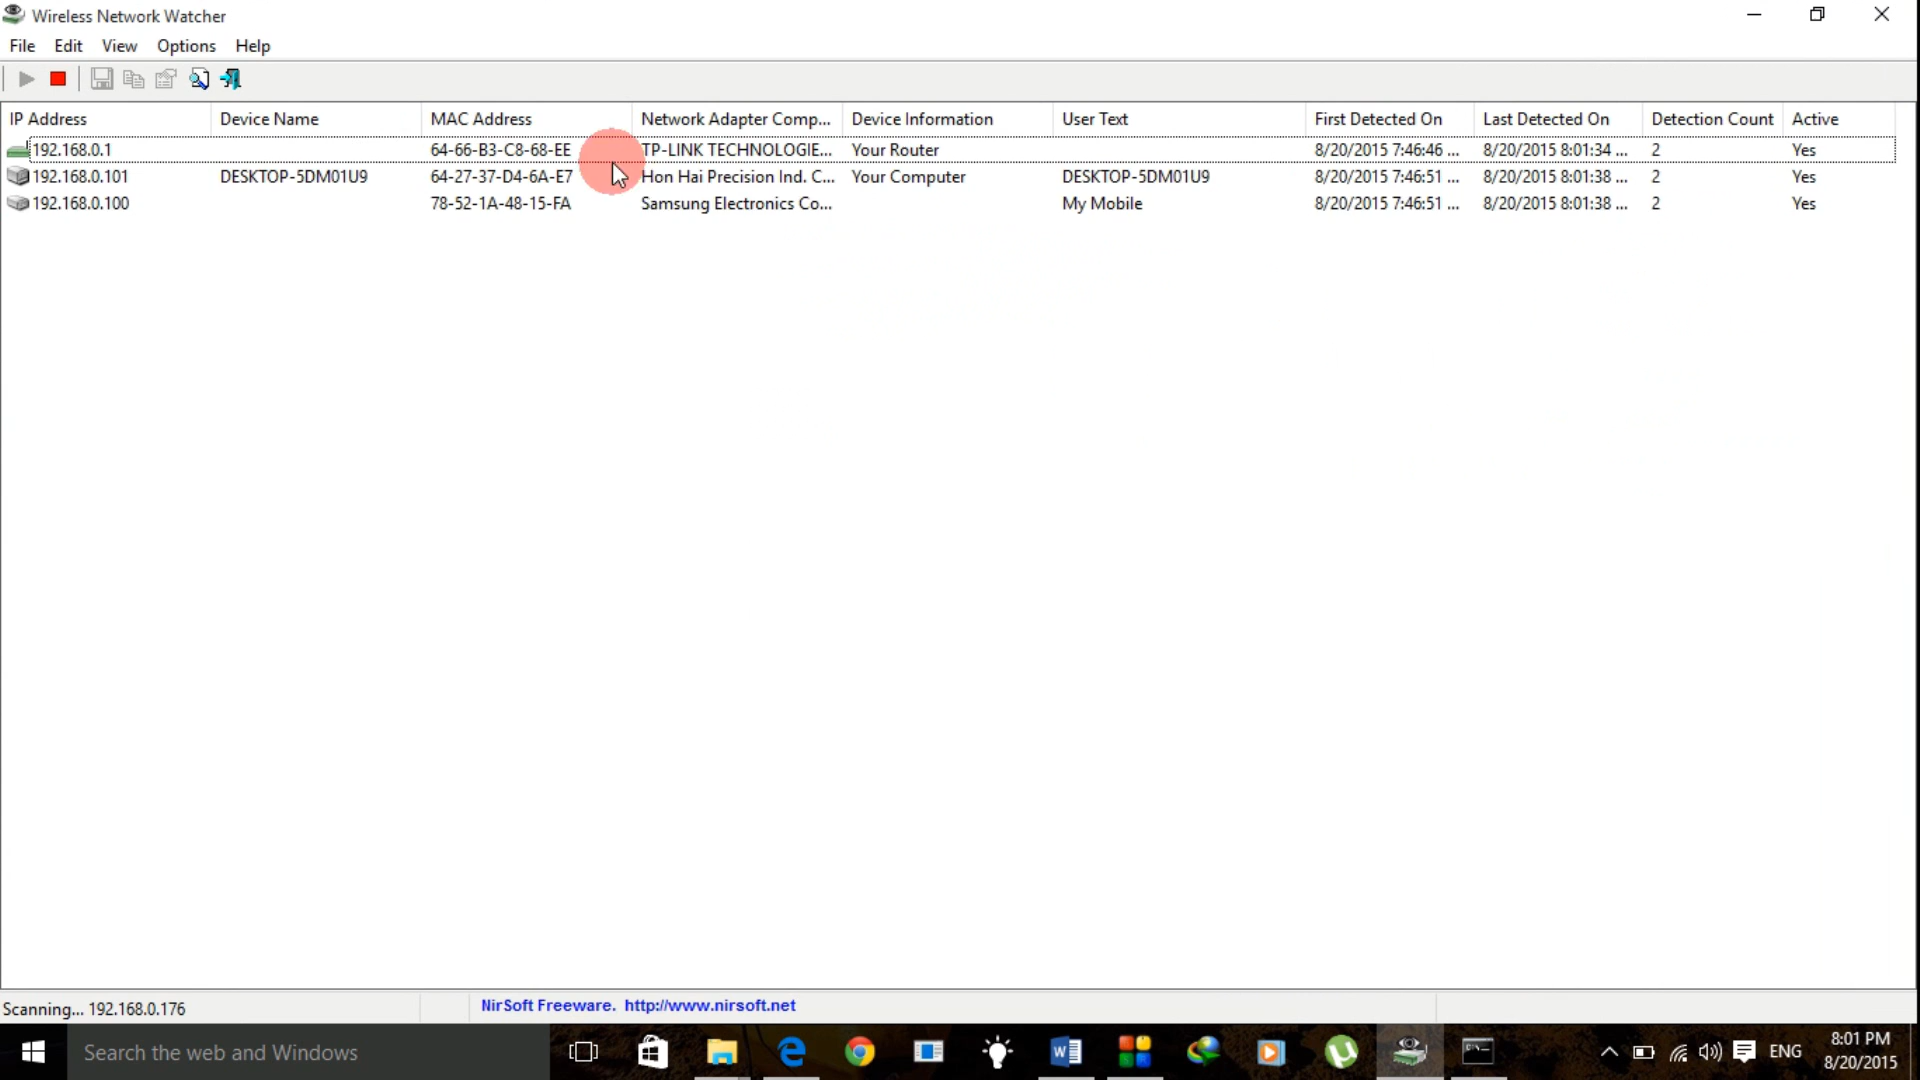 Wireless Network Watcher
File Edit View Options Help
IP Address Device Name MAC Address Network Adapter Comp... Device Information User Text First Detected On Last Detected On Detection Count Active
192.168.0.1 64-66-B3-C8-68-EE TP-LINK TECHNOLOGIE... Your Router 8/20/2015 7:46:46 ... 8/20/2015 8:01:34 ... 2 Yes
192.168.0.101 DESKTOP-5DM01U9 64-27-37-D4-6A-E7 Hon Hai Precision Ind. C... Your Computer DESKTOP-5DM01U9 8/20/2015 7:46:51 ... 8/20/2015 8:01:38 ... 2 Yes
192.168.0.100 78-52-1A-48-15-FA Samsung Electronics Co... My Mobile 8/20/2015 7:46:51 ... 8/20/2015 8:01:38 ... 2 Yes
Scanning... 192.168.0.176 NirSoft Freeware. http://www.nirsoft.net
Search the web and Windows ENG 8:01 PM
8/20/2015